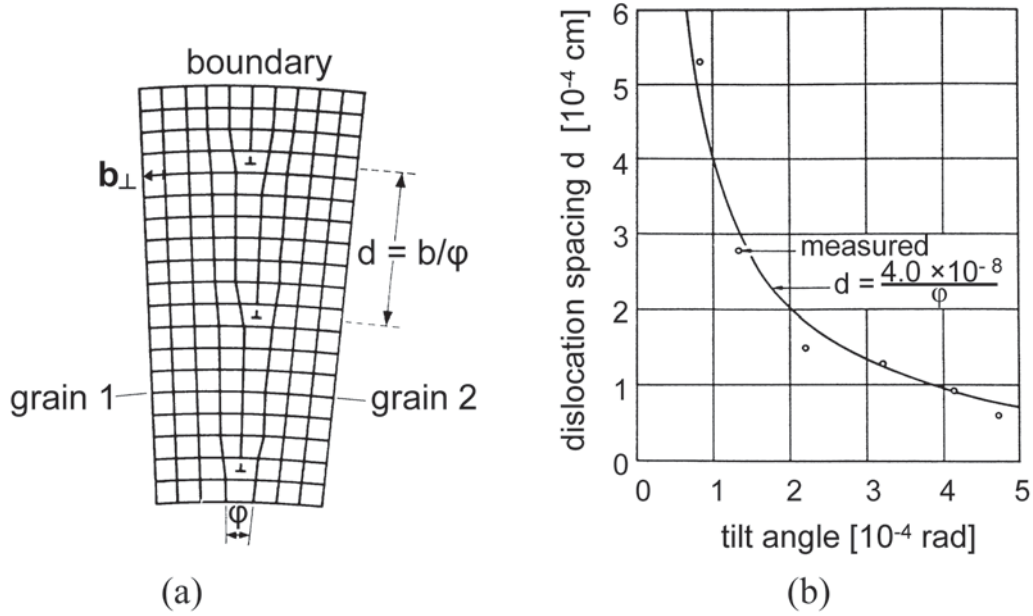 boundary
b⊥
d = b/φ
grain 1
grain 2
φ
(a)
dislocation spacing d [10⁻⁴ cm]
6
5
4
3
2
1
0
measured
d = 4.0 ×10⁻⁸
φ
0 1 2 3 4 5
tilt angle [10⁻⁴ rad]
(b)